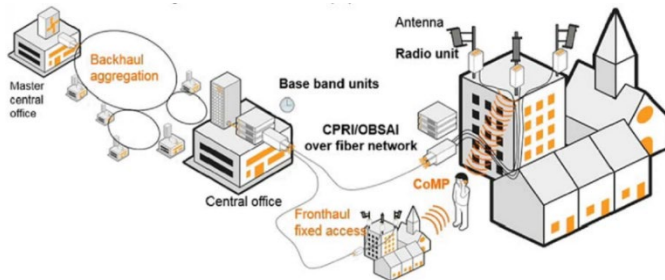 Antenna
Radio unit
Backhaul
aggregation
Master
central
office
Base band units
CPRI/OBSAI
over fiber network
Central office
CoMP
Fronthaul
fixed access